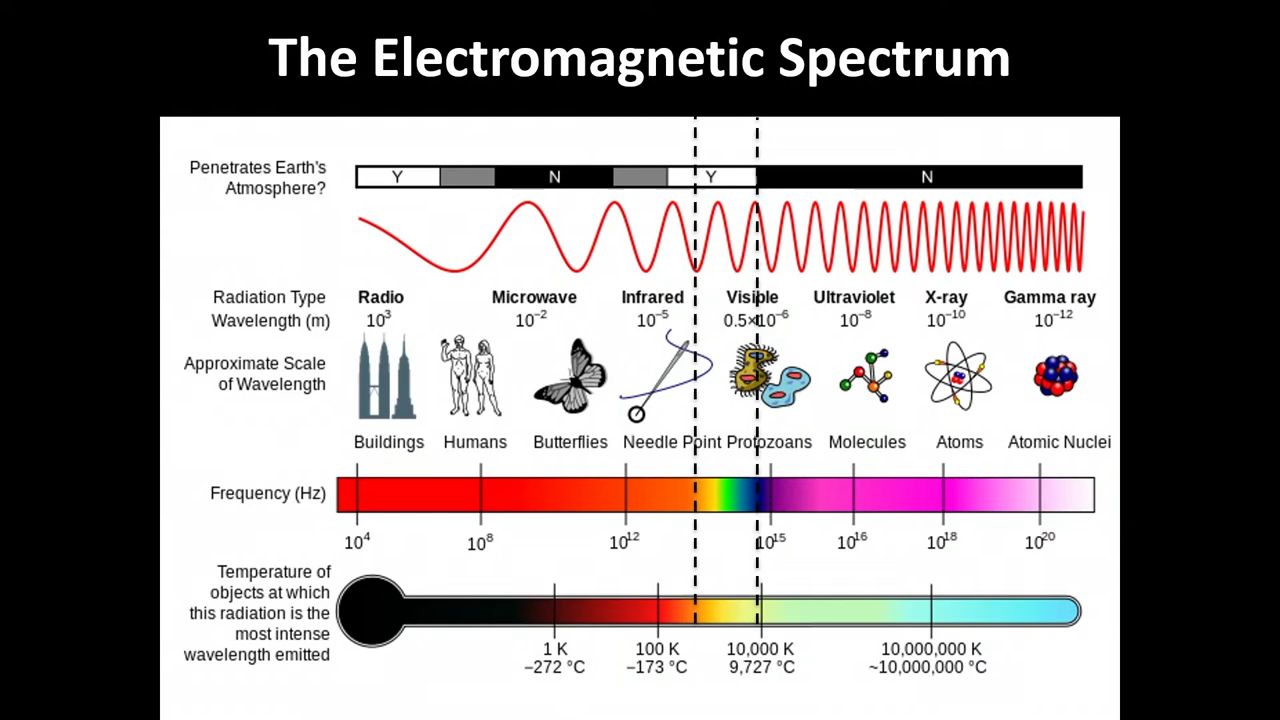 The Electromagnetic Spectrum
Penetrates Earth's
Atmosphere?
Y N Y N
Radiation Type
Radio Microwave Infrared Visible Ultraviolet X-ray Gamma ray
Wavelength (m)
10³ 10⁻² 10⁻⁵ 0.5×10⁻⁶ 10⁻⁸ 10⁻¹⁰ 10⁻¹²
Approximate Scale
of Wavelength
Buildings Humans Butterflies Needle Point Protozoans Molecules Atoms Atomic Nuclei
Frequency (Hz)
10⁴ 10⁸ 10¹² 10¹⁵ 10¹⁶ 10¹⁸ 10²⁰
Temperature of
objects at which
this radiation is the
most intense
wavelength emitted
1 K 100 K 10,000 K 10,000,000 K
−272 °C −173 °C 9,727 °C ~10,000,000 °C